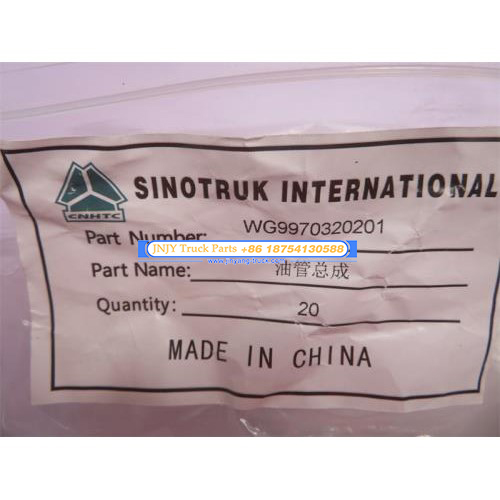 SINOTRUK INTERNATIONAL
CNHTC
Part Number: WG9970320201
JNJY Truck Parts +86 18754130588
Part Name: 油管总成
Quantity: 20
MADE IN CHINA